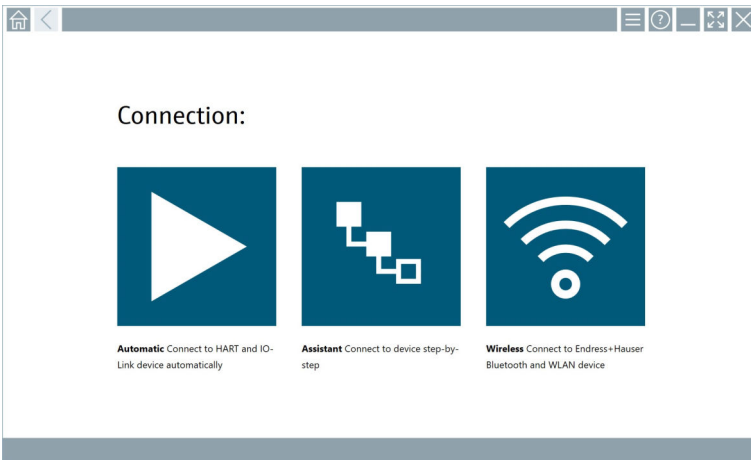 Connection:
Automatic Connect to HART and IO-
Link device automatically
Assistant Connect to device step-by-
step
Wireless Connect to Endress+Hauser
Bluetooth and WLAN device